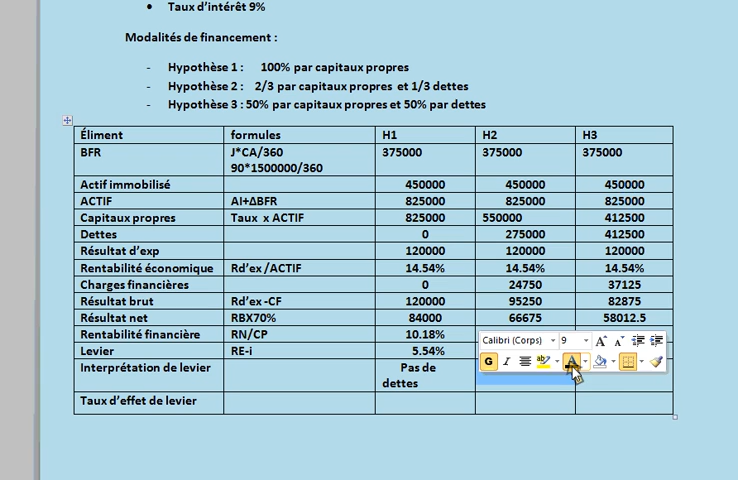 • Taux d'intérêt 9%
Modalités de financement :
- Hypothèse 1 : 100% par capitaux propres
- Hypothèse 2 : 2/3 par capitaux propres et 1/3 dettes
- Hypothèse 3 : 50% par capitaux propres et 50% par dettes
Éliment formules H1 H2 H3
BFR J*CA/360 375000 375000 375000
90*1500000/360
Actif immobilisé 450000 450000 450000
ACTIF AI+ΔBFR 825000 825000 825000
Capitaux propres Taux x ACTIF 825000 550000 412500
Dettes 0 275000 412500
Résultat d'exp 120000 120000 120000
Rentabilité économique Rd'ex /ACTIF 14.54% 14.54% 14.54%
Charges financières 0 24750 37125
Résultat brut Rd'ex -CF 120000 95250 82875
Résultat net RBX70% 84000 66675 58012.5
Rentabilité financière RN/CP 10.18%
Calibri (Corps) 9 A A
Levier RE-i 5.54%
G I ab A
Interprétation de levier Pas de
dettes
Taux d'effet de levier